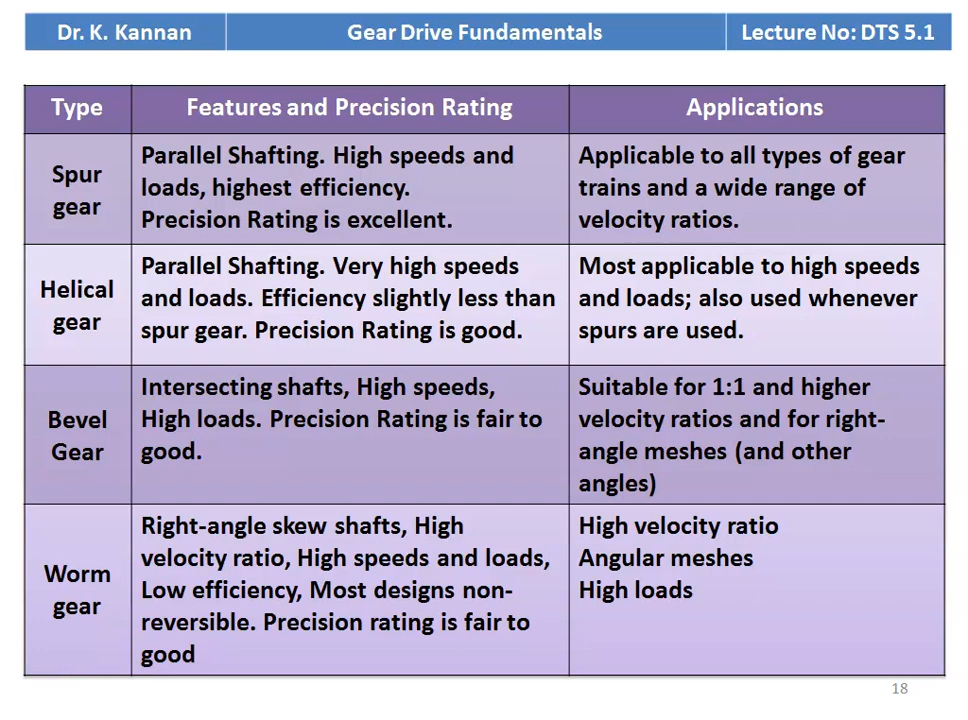 Dr. K. Kannan
Gear Drive Fundamentals
Lecture No: DTS 5.1
Type
Features and Precision Rating
Applications
Spur
gear
Parallel Shafting. High speeds and
loads, highest efficiency.
Precision Rating is excellent.
Applicable to all types of gear
trains and a wide range of
velocity ratios.
Helical
gear
Parallel Shafting. Very high speeds
and loads. Efficiency slightly less than
spur gear. Precision Rating is good.
Most applicable to high speeds
and loads; also used whenever
spurs are used.
Bevel
Gear
Intersecting shafts, High speeds,
High loads. Precision Rating is fair to
good.
Suitable for 1:1 and higher
velocity ratios and for right-
angle meshes (and other
angles)
Worm
gear
Right-angle skew shafts, High
velocity ratio, High speeds and loads,
Low efficiency, Most designs non-
reversible. Precision rating is fair to
good
High velocity ratio
Angular meshes
High loads
18